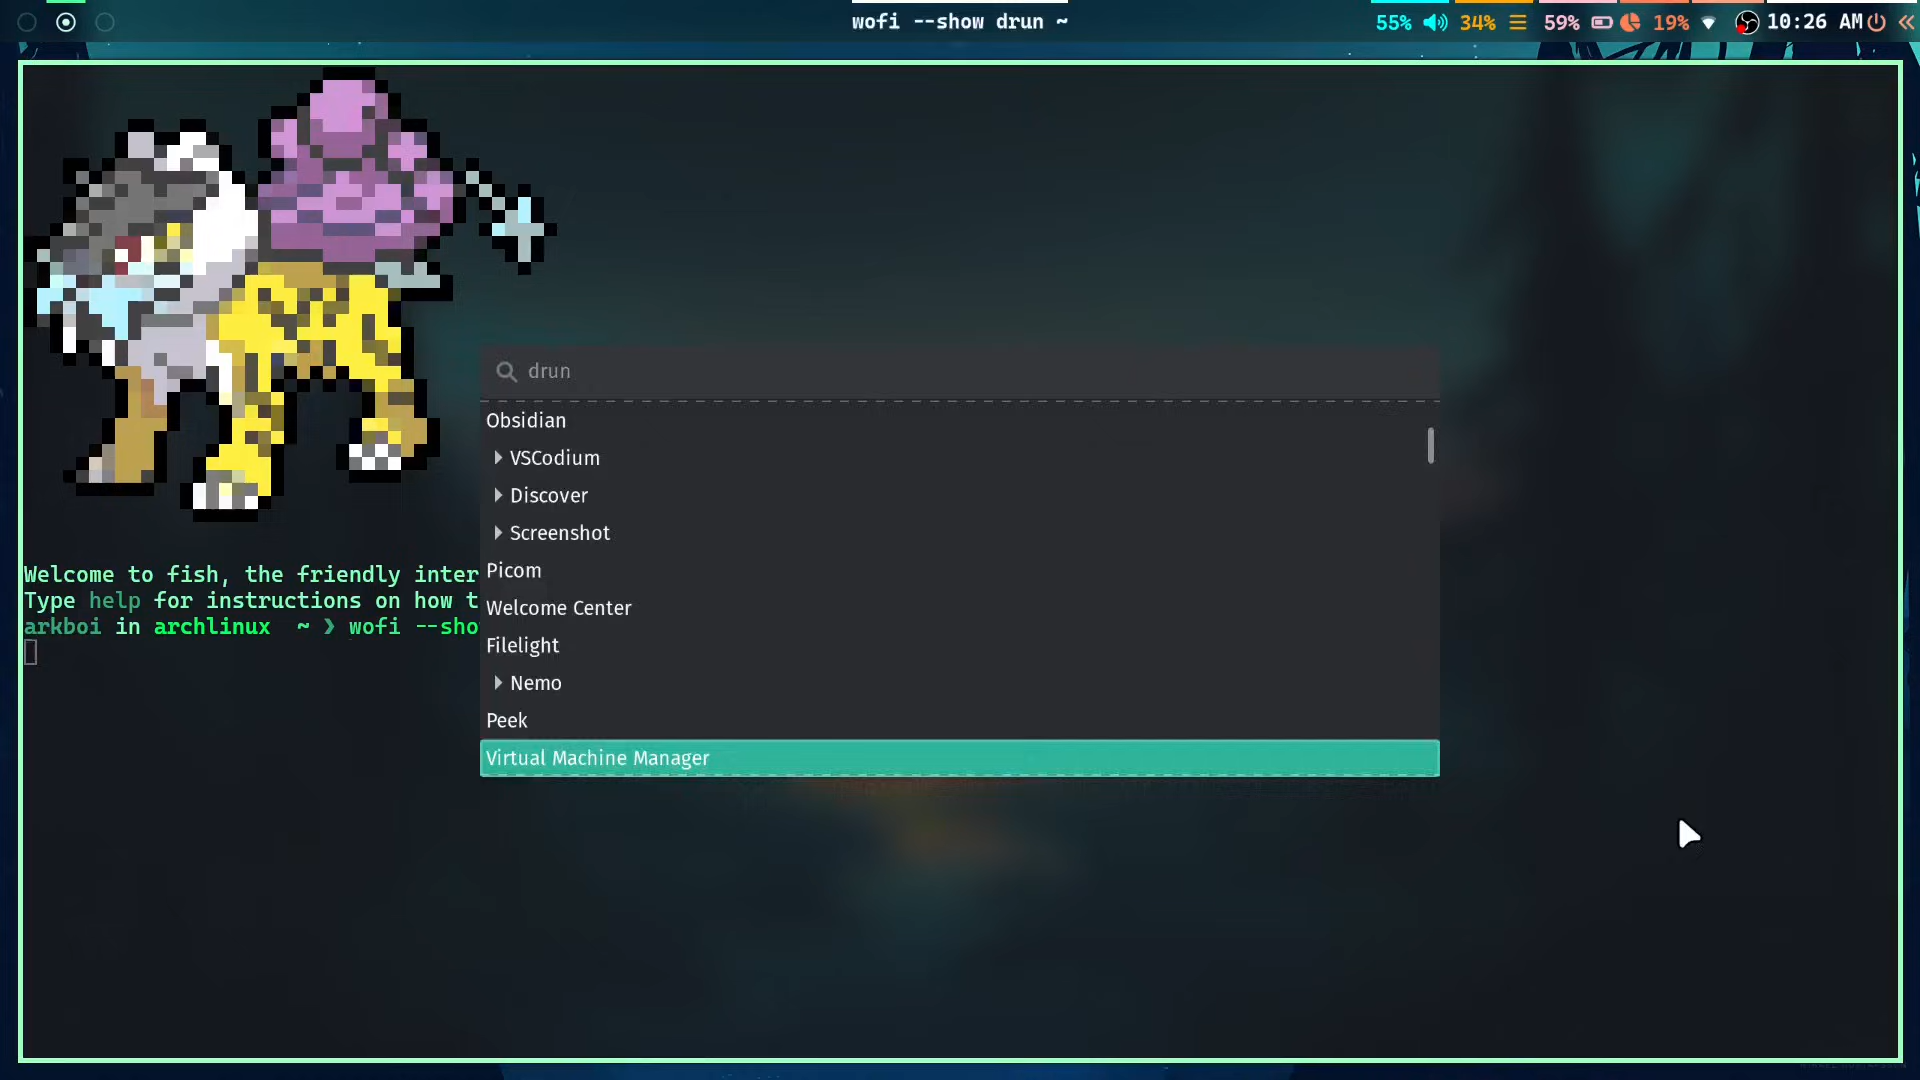 wofi --show drun ~
55% 34% 59% 19% 10:26 AM
drun
Obsidian
VSCodium
Discover
Screenshot
Picom
Welcome Center
Filelight
Nemo
Peek
Virtual Machine Manager
Welcome to fish, the friendly inter
Type help for instructions on how t
arkboi in archlinux ~ ❯ wofi --sho